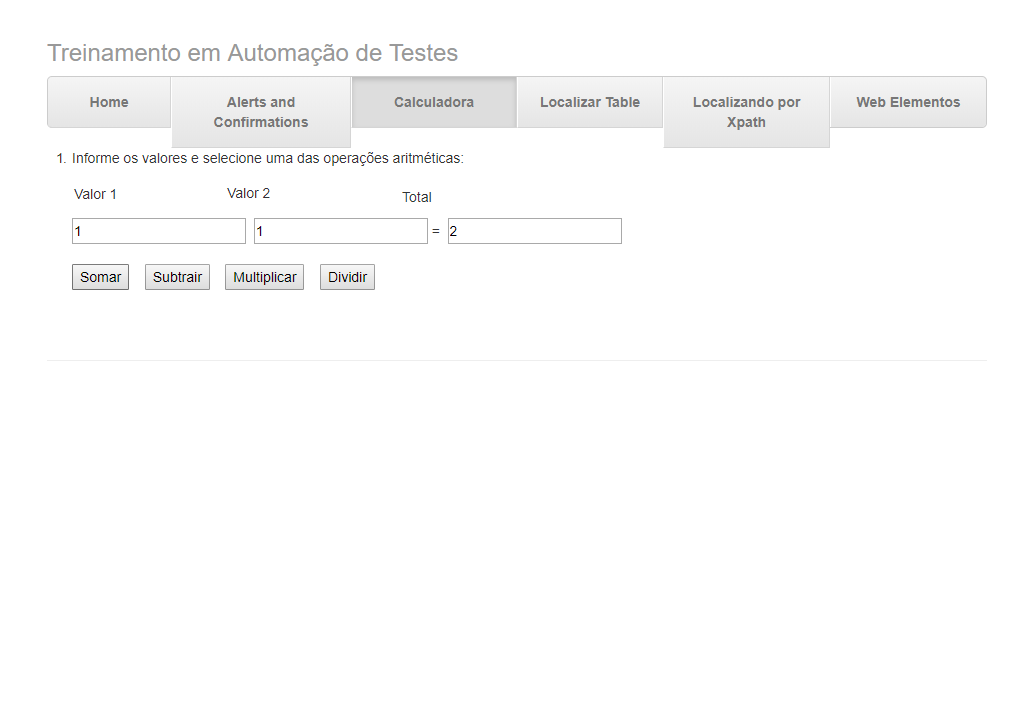 Treinamento em Automação de Testes
Home
Alerts and
Confirmations
Calculadora
Localizar Table
Localizando por
Xpath
Web Elementos
1. Informe os valores e selecione uma das operações aritméticas:
Valor 1 Valor 2 Total
1 1 = 2
Somar Subtrair Multiplicar Dividir